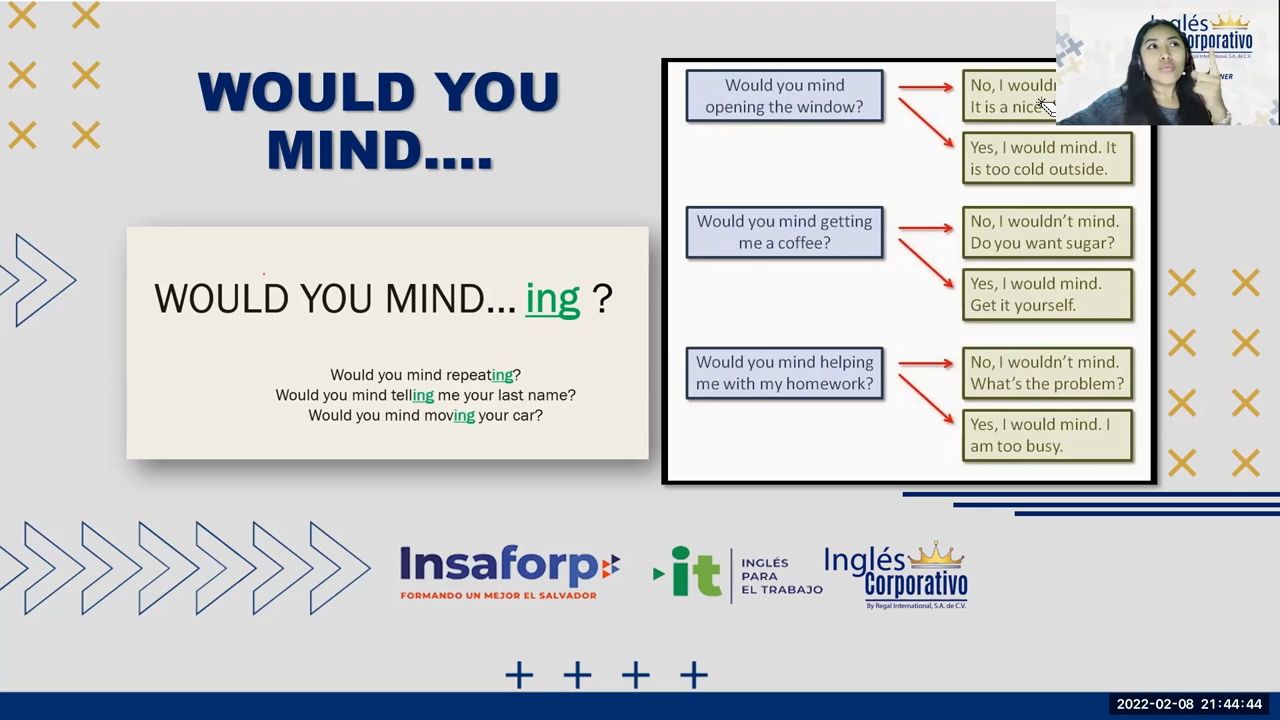 WOULD YOU
MIND....
WOULD YOU MIND... ing ?
Would you mind repeating?
Would you mind telling me your last name?
Would you mind moving your car?
Would you mind
opening the window?
No, I
It is a
Yes, I would mind. It
is too cold outside.
Would you mind getting
me a coffee?
No, I wouldn’t mind.
Do you want sugar?
Yes, I would mind.
Get it yourself.
Would you mind helping
me with my homework?
No, I wouldn’t mind.
What’s the problem?
Yes, I would mind. I
am too busy.
Inglés
Insaforp
FORMANDO UN MEJOR EL SALVADOR
it
INGLÉS
PARA
EL TRABAJO
Inglés
Corporativo
By Regal International, S.A. de C.V.
2022-02-08 21:44:44